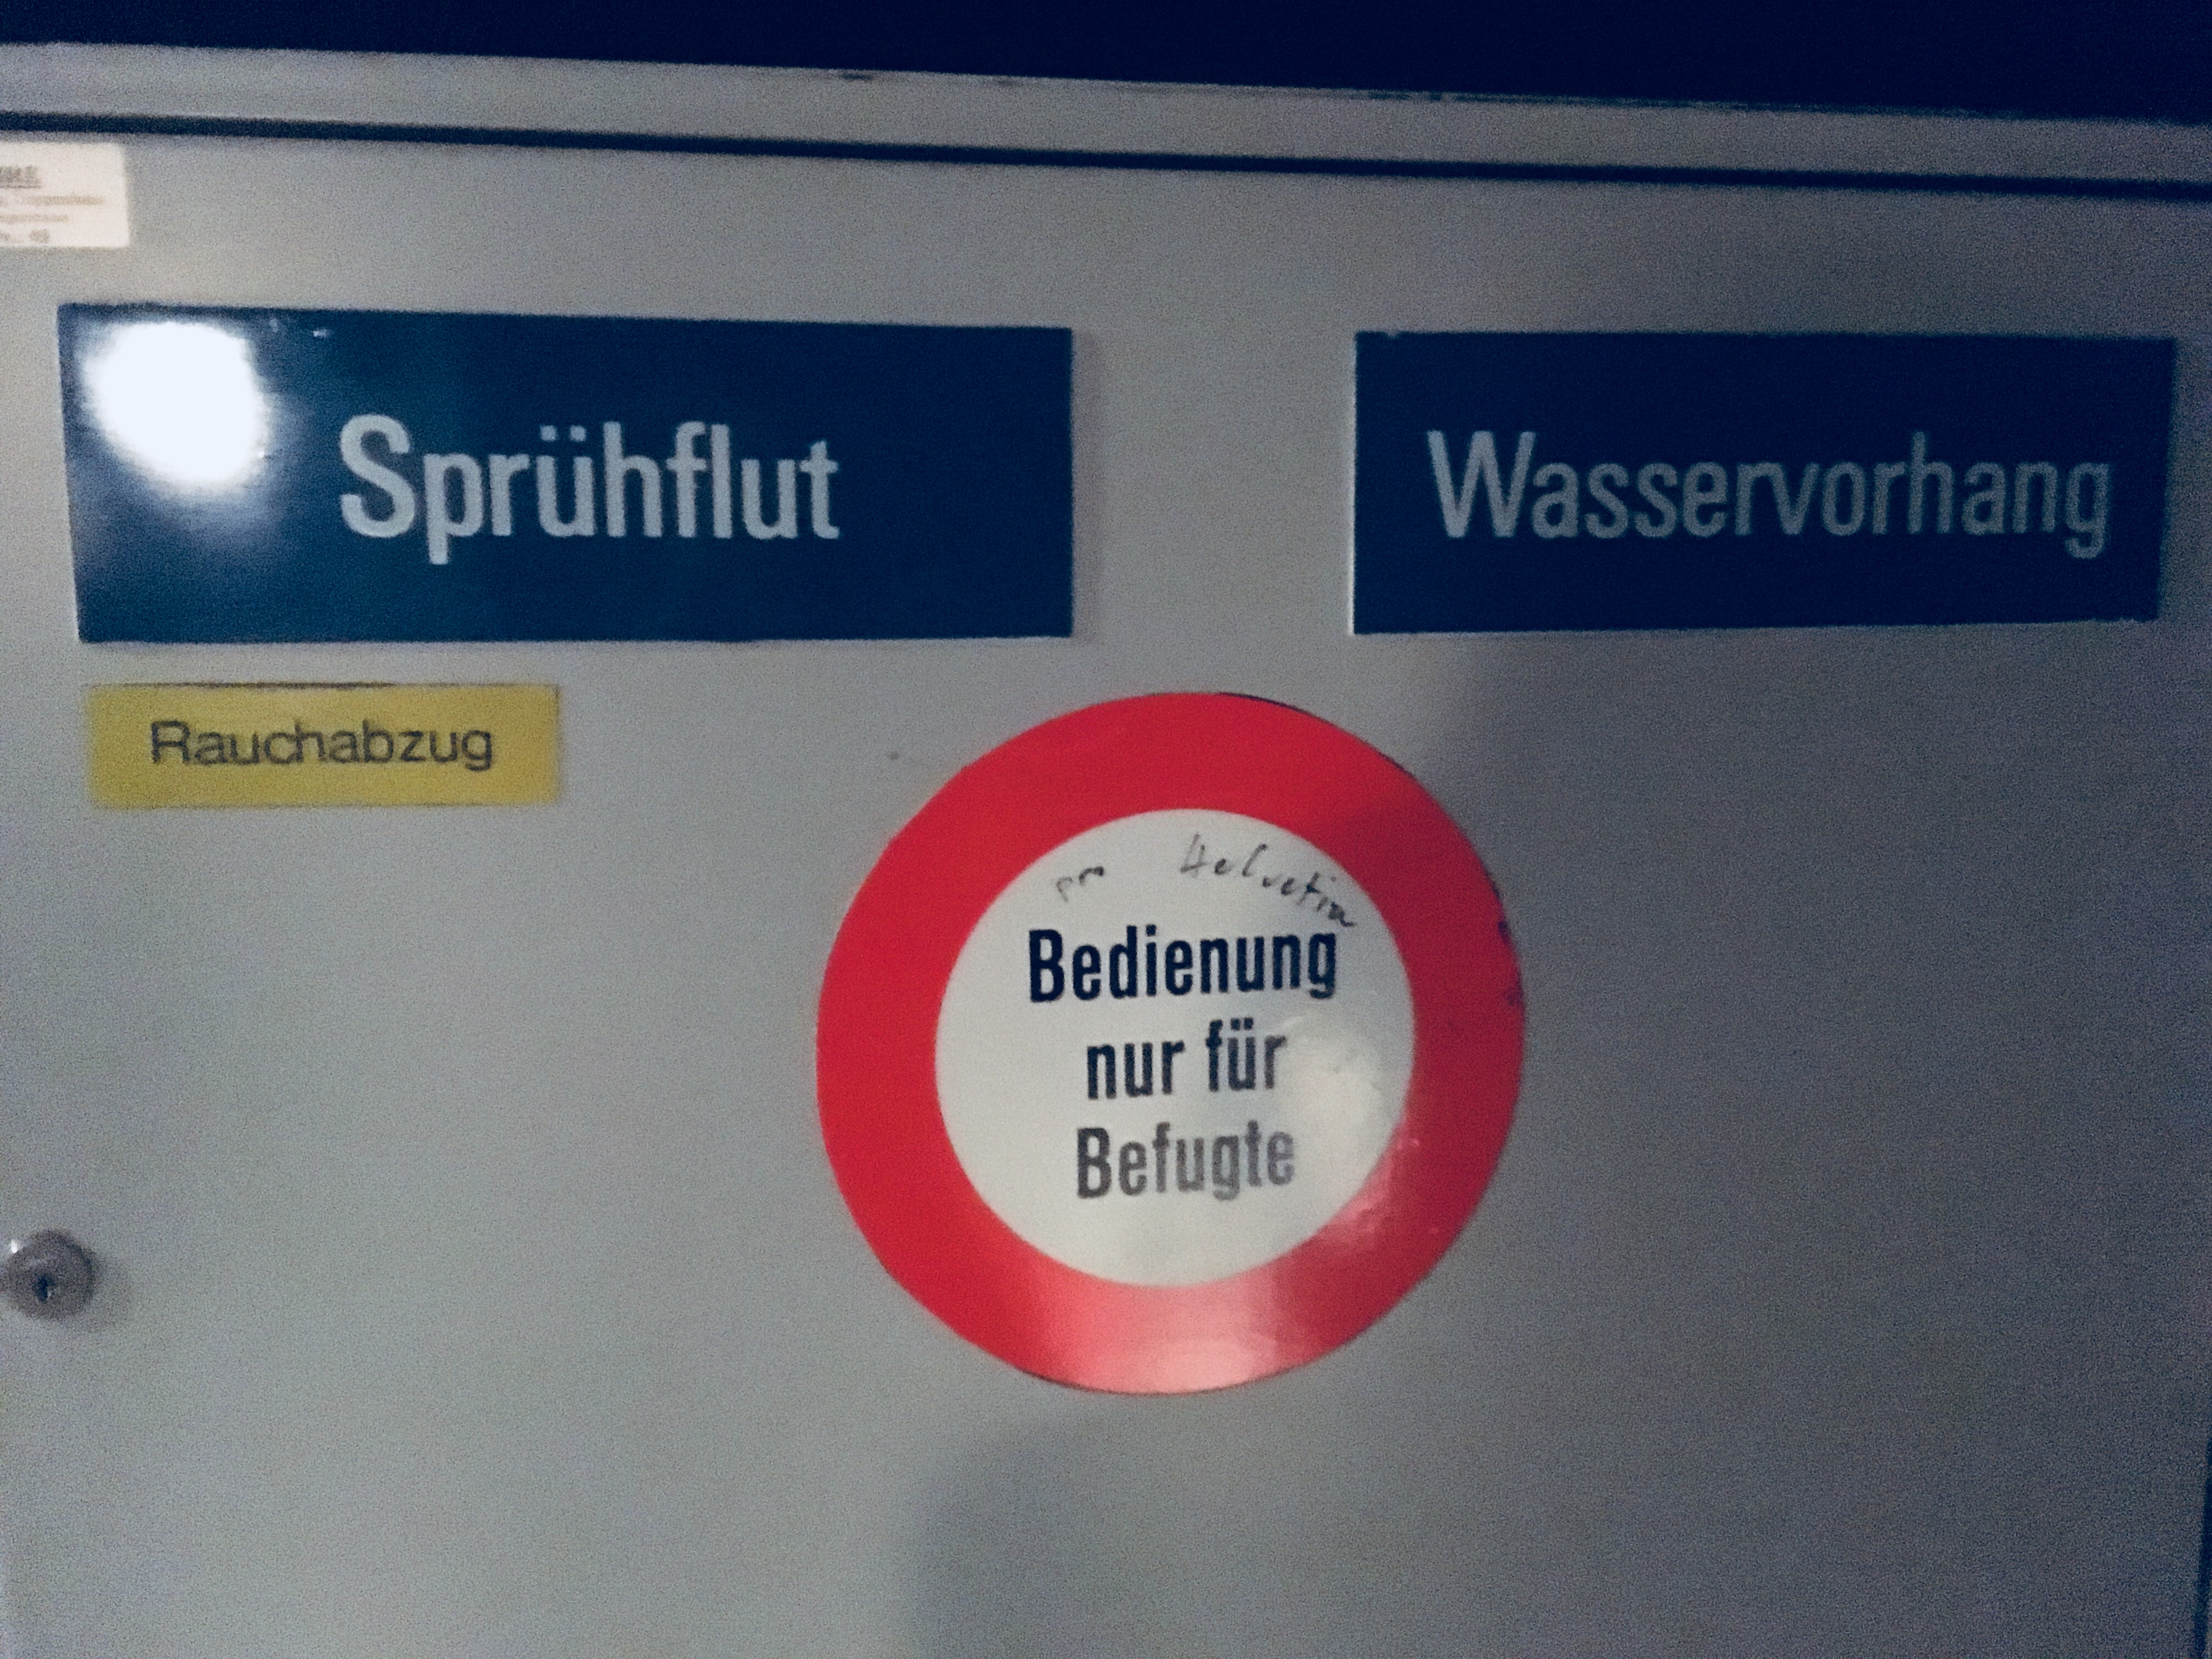 Sprühflut
Wasservorhang
Rauchabzug
pro Helvetia
Bedienung
nur für
Befugte